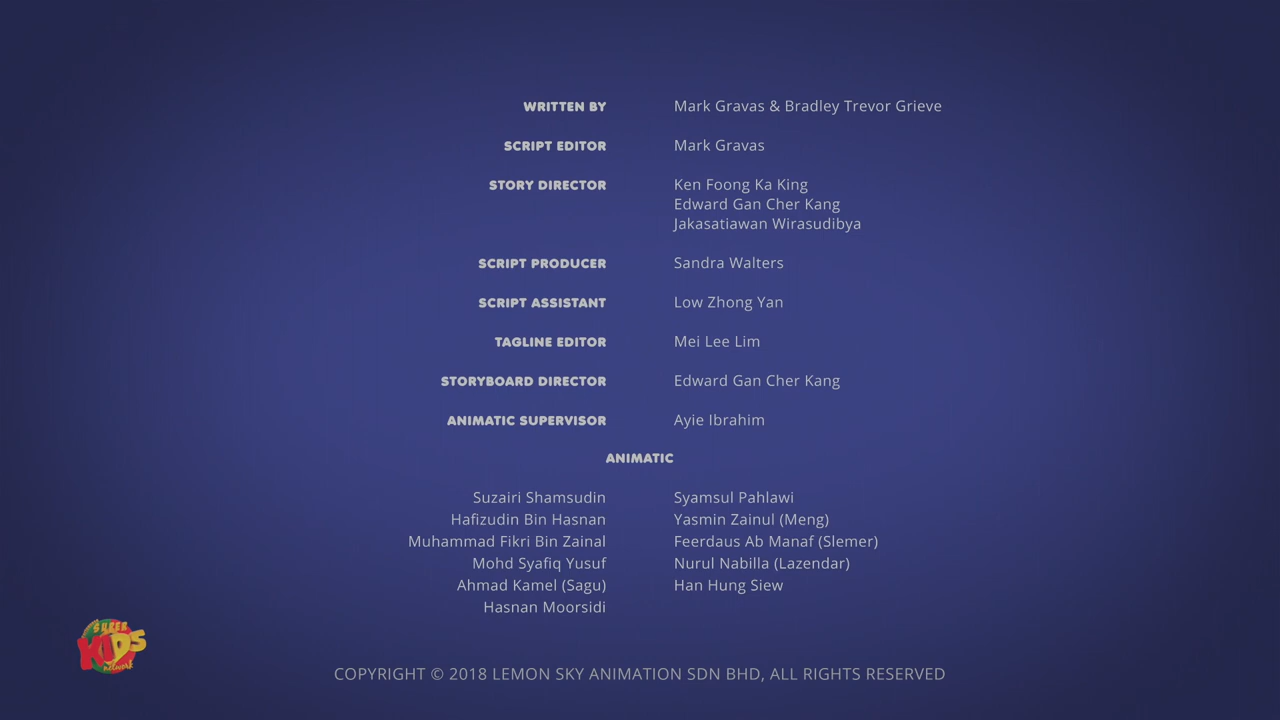 WRITTEN BY Mark Gravas & Bradley Trevor Grieve
SCRIPT EDITOR Mark Gravas
STORY DIRECTOR Ken Foong Ka King
Edward Gan Cher Kang
Jakasatiawan Wirasudibya
SCRIPT PRODUCER Sandra Walters
SCRIPT ASSISTANT Low Zhong Yan
TAGLINE EDITOR Mei Lee Lim
STORYBOARD DIRECTOR Edward Gan Cher Kang
ANIMATIC SUPERVISOR Ayie Ibrahim
ANIMATIC
Suzairi Shamsudin Syamsul Pahlawi
Hafizudin Bin Hasnan Yasmin Zainul (Meng)
Muhammad Fikri Bin Zainal Feerdaus Ab Manaf (Slemer)
Mohd Syafiq Yusuf Nurul Nabilla (Lazendar)
Ahmad Kamel (Sagu) Han Hung Siew
Hasnan Moorsidi
SUPER
KIDS
network
COPYRIGHT © 2018 LEMON SKY ANIMATION SDN BHD, ALL RIGHTS RESERVED